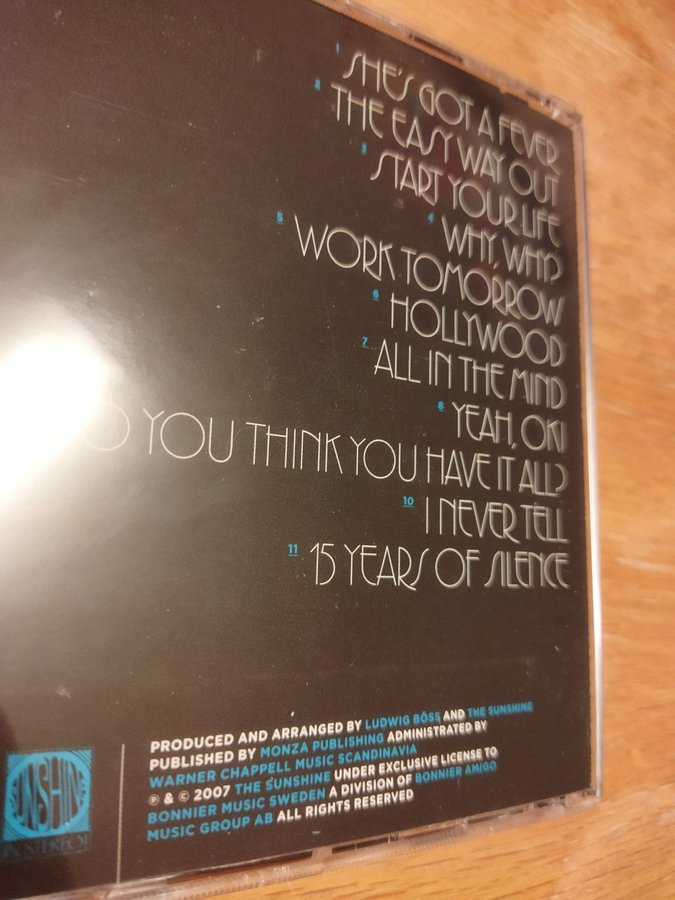 1 SHE'S GOT A FEVER
2 THE EASY WAY OUT
3 START YOUR LIFE
4 WHY, WHY?
5 WORK TOMORROW
6 HOLLYWOOD
7 ALL IN THE MIND
8 YEAH, OK!
O YOU THINK YOU HAVE IT ALL?
10 I NEVER TELL
11 15 YEARS OF SILENCE
PRODUCED AND ARRANGED BY LUDWIG BÖSS AND THE SUNSHINE
PUBLISHED BY MONZA PUBLISHING ADMINISTRATED BY
WARNER CHAPPELL MUSIC SCANDINAVIA
℗ & © 2007 THE SUNSHINE UNDER EXCLUSIVE LICENSE TO
BONNIER MUSIC SWEDEN A DIVISION OF BONNIER AMIGO
MUSIC GROUP AB ALL RIGHTS RESERVED
SUNSHINE